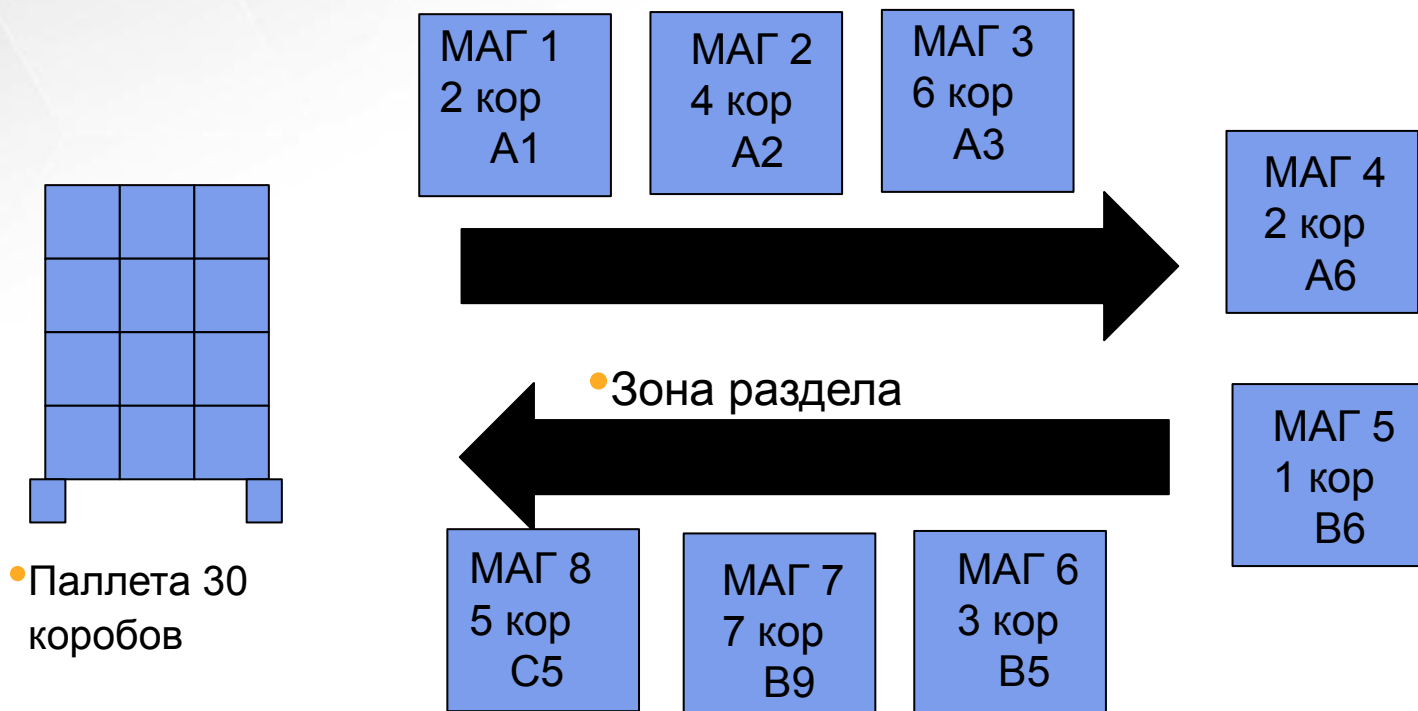 МАГ 1
2 кор
А1
МАГ 2
4 кор
А2
МАГ 3
6 кор
А3
МАГ 4
2 кор
А6
•Зона раздела
МАГ 5
1 кор
В6
МАГ 8
5 кор
С5
МАГ 7
7 кор
В9
МАГ 6
3 кор
В5
•Паллета 30
коробов